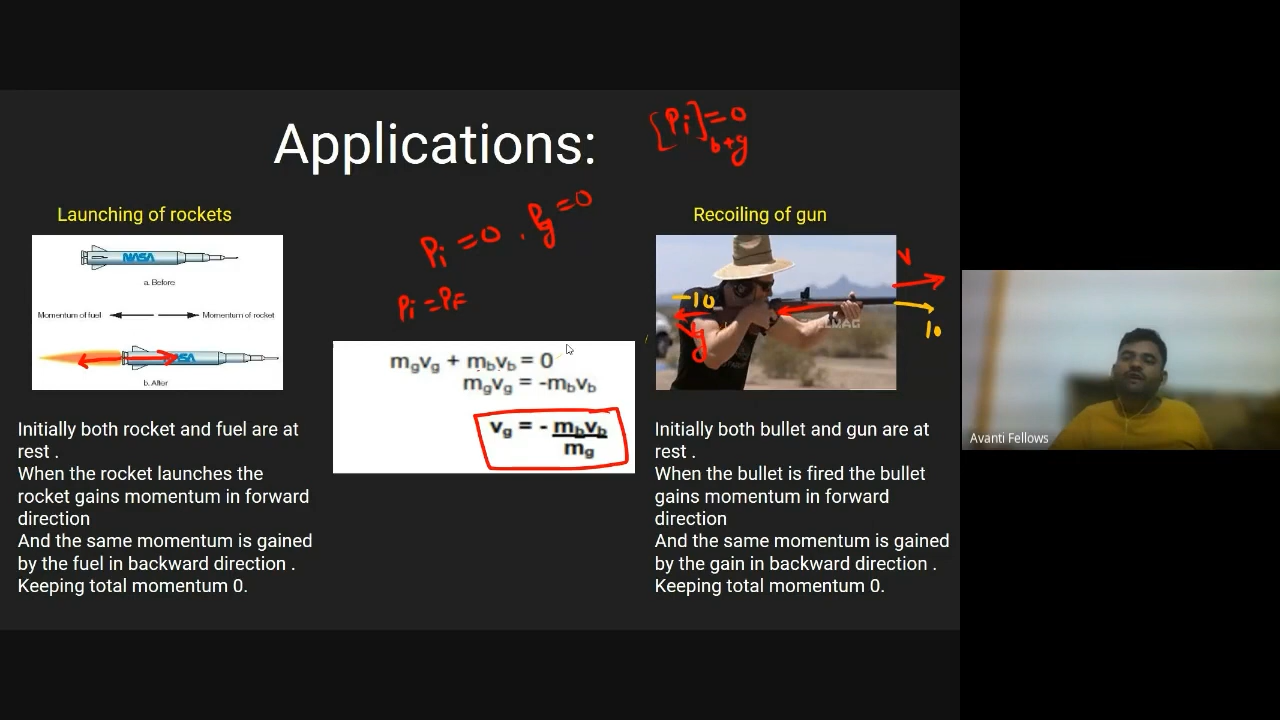 Applications:
[Pi]b+g = 0
Launching of rockets
Recoiling of gun
Pi = 0 , Pg = 0
Pi = PF
NASA
a. Before
Momentum of fuel
Momentum of rocket
b. After
v
-10
10
mgvg + mbvb = 0
mgvg = -mbvb
vg = - mbvb
mg
Initially both rocket and fuel are at
rest .
When the rocket launches the
rocket gains momentum in forward
direction
And the same momentum is gained
by the fuel in backward direction .
Keeping total momentum 0.
Initially both bullet and gun are at
rest .
When the bullet is fired the bullet
gains momentum in forward
direction
And the same momentum is gained
by the gain in backward direction .
Keeping total momentum 0.
Avanti Fellows